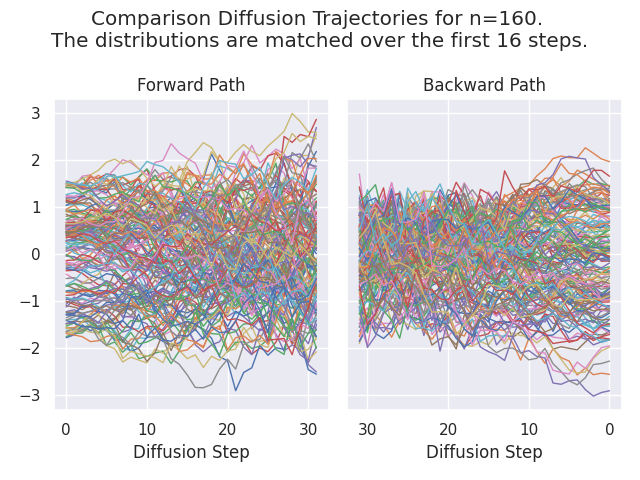 Comparison Diffusion Trajectories for n=160.
The distributions are matched over the first 16 steps.
Forward Path
Backward Path
3
2
1
0
−1
−2
−3
0 10 20 30
30 20 10 0
Diffusion Step
Diffusion Step